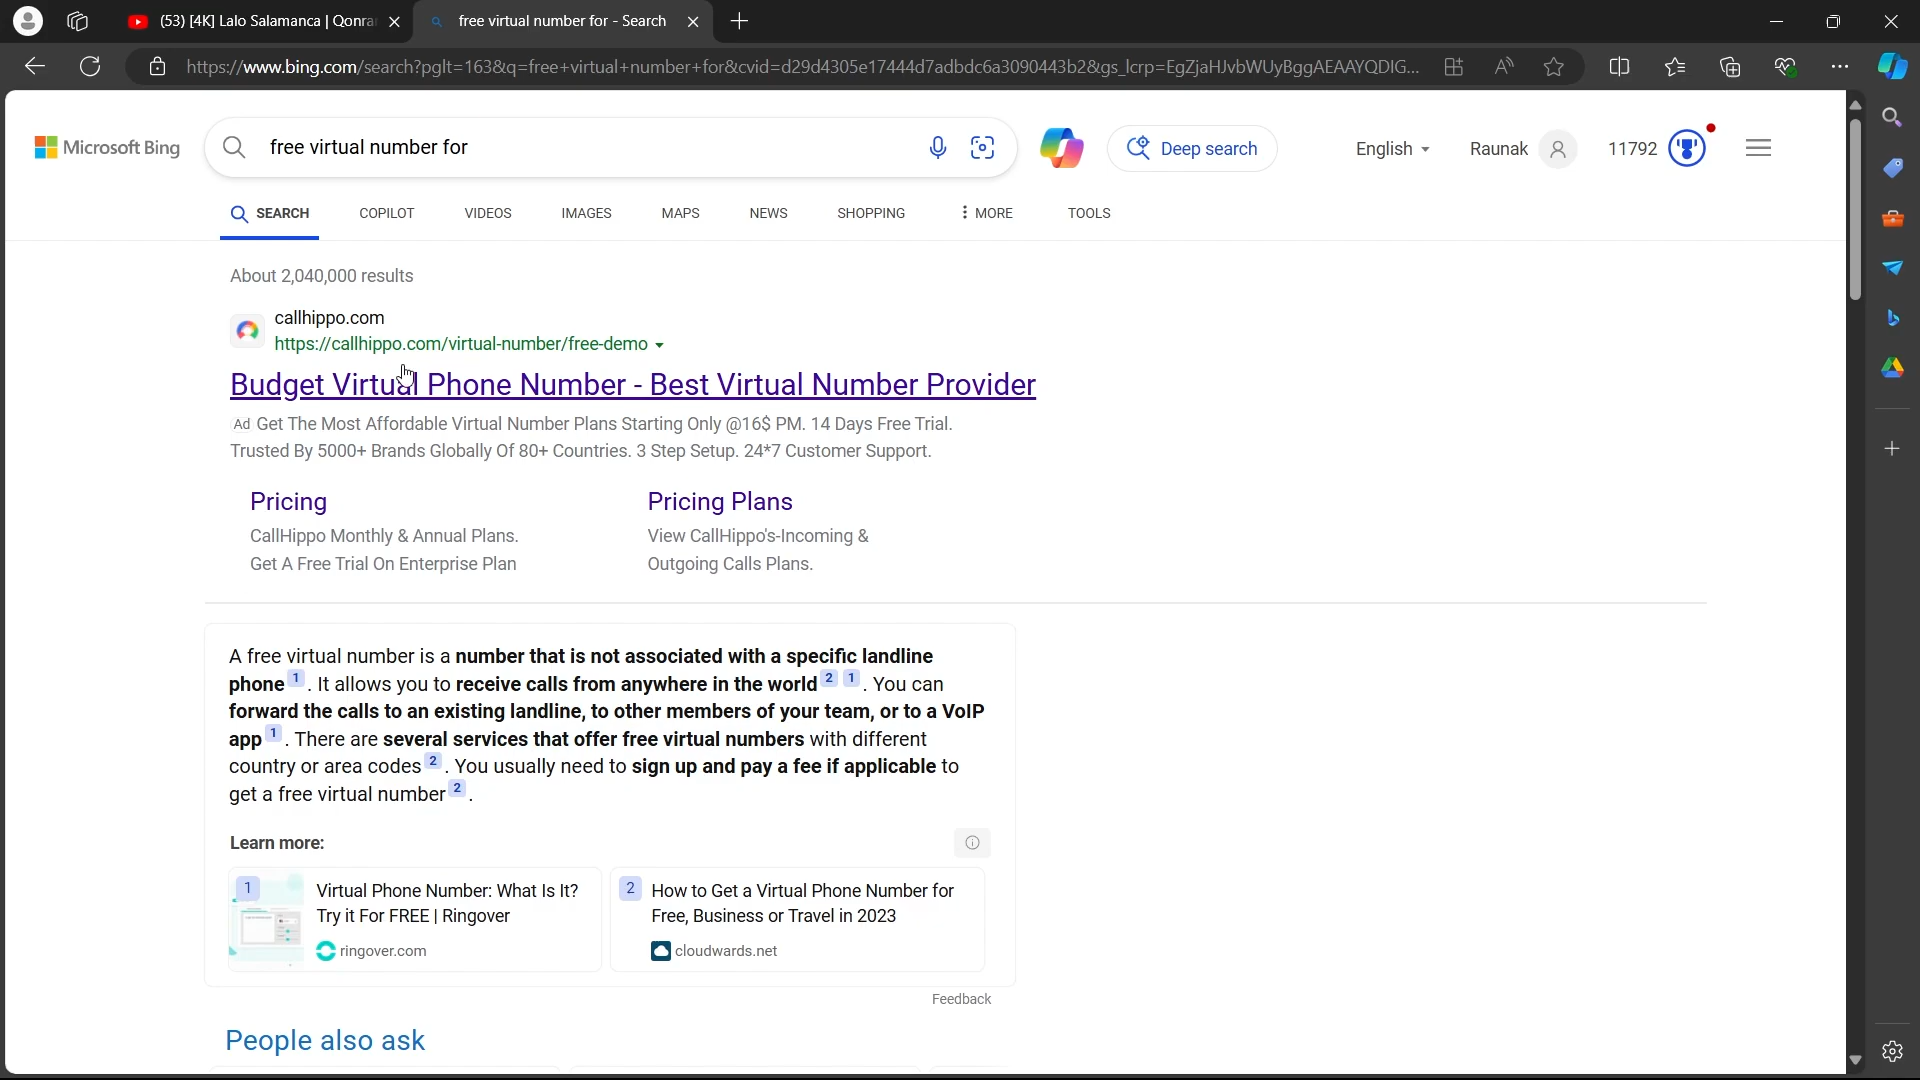 (53) [4K] Lalo Salamanca | Qonra
free virtual number for - Search
https://www.bing.com/search?pglt=163&q=free+virtual+number+for&cvid=d29d4305e17444d7adbdc6a3090443b2&gs_lcrp=EgZjaHJvbWUyBggAEAAYQDIG...
Microsoft Bing
free virtual number for
Deep search
English
Raunak
11792
SEARCH
COPILOT
VIDEOS
IMAGES
MAPS
NEWS
SHOPPING
MORE
TOOLS
About 2,040,000 results
callhippo.com
https://callhippo.com/virtual-number/free-demo
Budget Virtual Phone Number - Best Virtual Number Provider
Ad Get The Most Affordable Virtual Number Plans Starting Only @16$ PM. 14 Days Free Trial.
Trusted By 5000+ Brands Globally Of 80+ Countries. 3 Step Setup. 24*7 Customer Support.
Pricing
CallHippo Monthly & Annual Plans.
Get A Free Trial On Enterprise Plan
Pricing Plans
View CallHippo's-Incoming &
Outgoing Calls Plans.
A free virtual number is a number that is not associated with a specific landline
phone 1 . It allows you to receive calls from anywhere in the world 2 1 . You can
forward the calls to an existing landline, to other members of your team, or to a VoIP
app 1 . There are several services that offer free virtual numbers with different
country or area codes 2 . You usually need to sign up and pay a fee if applicable to
get a free virtual number 2 .
Learn more:
1
Virtual Phone Number: What Is It?
Try it For FREE | Ringover
ringover.com
2
How to Get a Virtual Phone Number for
Free, Business or Travel in 2023
cloudwards.net
Feedback
People also ask